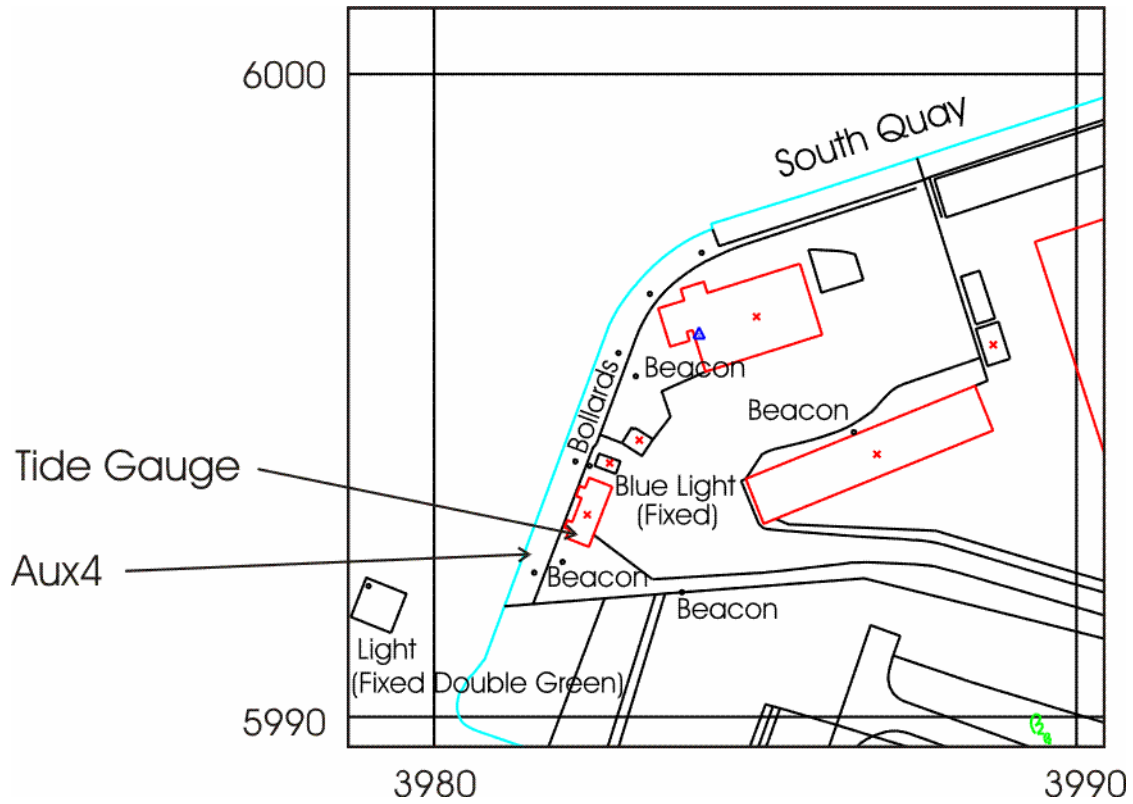 6000
South Quay
Bollards
Beacon
Beacon
Tide Gauge
Blue Light
(Fixed)
Aux4
Beacon
Beacon
Light
(Fixed Double Green)
5990
3980
3990